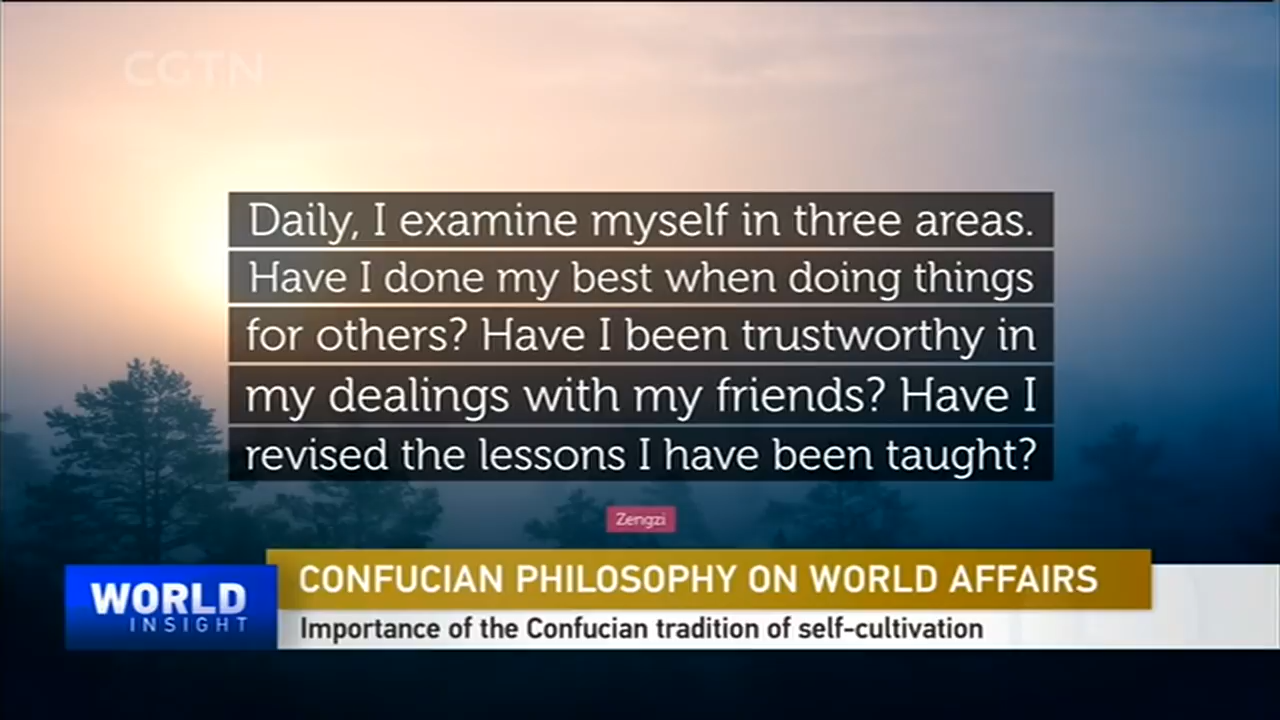 CGTN
Daily, I examine myself in three areas.
Have I done my best when doing things
for others? Have I been trustworthy in
my dealings with my friends? Have I
revised the lessons I have been taught?
Zengzi
CONFUCIAN PHILOSOPHY ON WORLD AFFAIRS
WORLD
INSIGHT
Importance of the Confucian tradition of self-cultivation